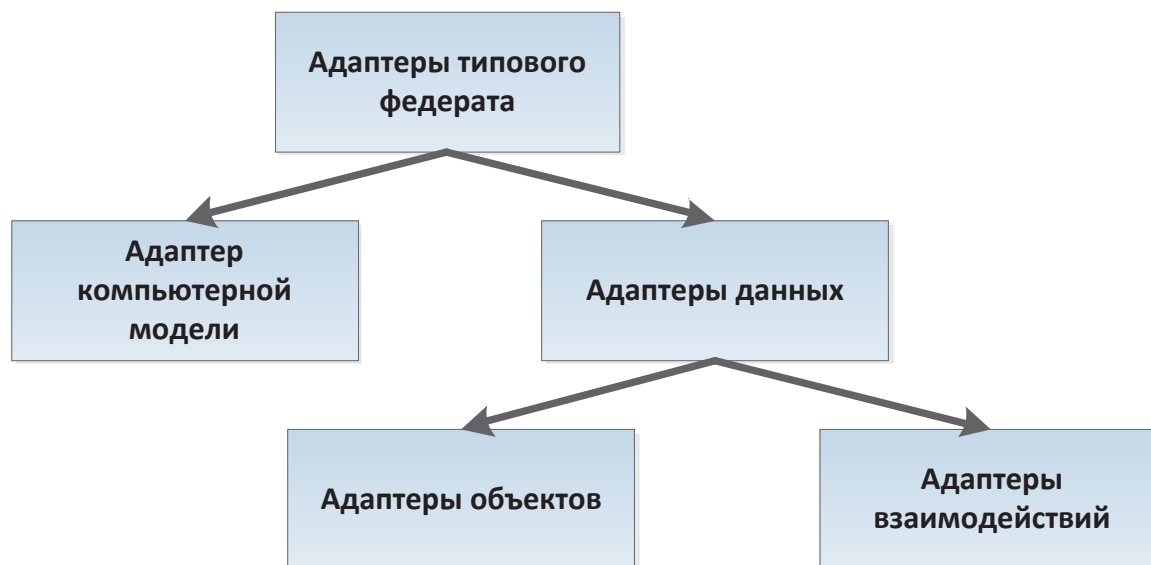 Адаптеры типового
федерата
Адаптер
компьютерной
модели
Адаптеры данных
Адаптеры объектов
Адаптеры
взаимодействий